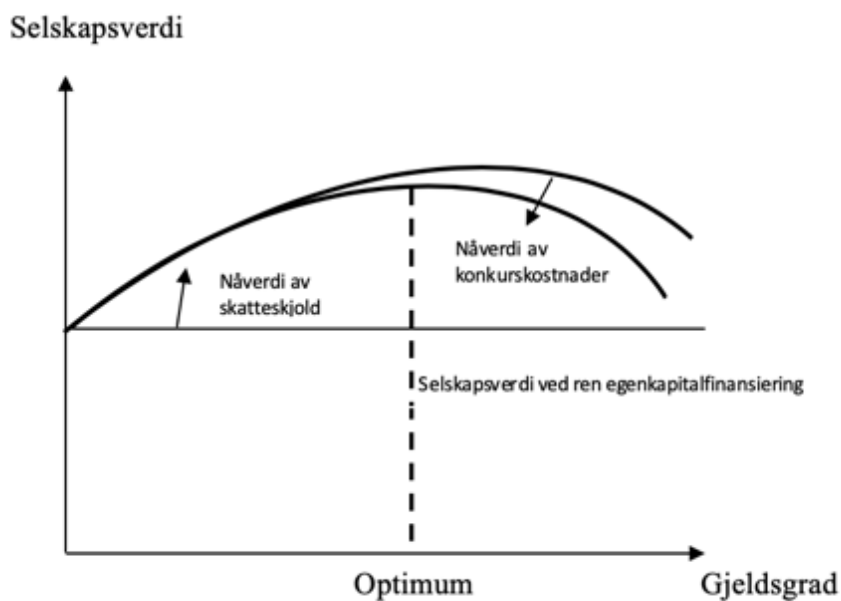 Selskapsverdi
Nåverdi av
skatteskjold
Nåverdi av
konkurskostnader
Selskapsverdi ved ren egenkapitalfinansiering
Optimum
Gjeldsgrad